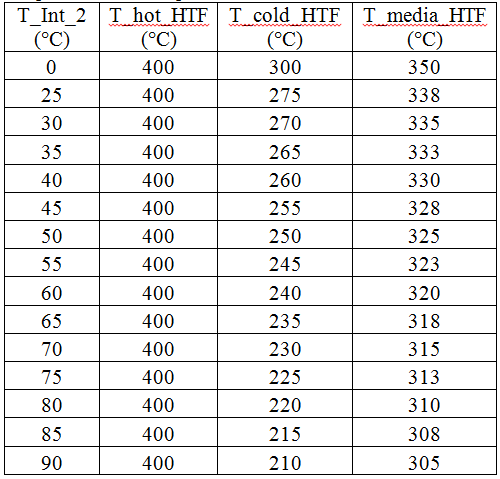 T_Int_2 T_hot_HTF T_cold_HTF T_media_HTF
(°C) (°C) (°C) (°C)
0 400 300 350
25 400 275 338
30 400 270 335
35 400 265 333
40 400 260 330
45 400 255 328
50 400 250 325
55 400 245 323
60 400 240 320
65 400 235 318
70 400 230 315
75 400 225 313
80 400 220 310
85 400 215 308
90 400 210 305